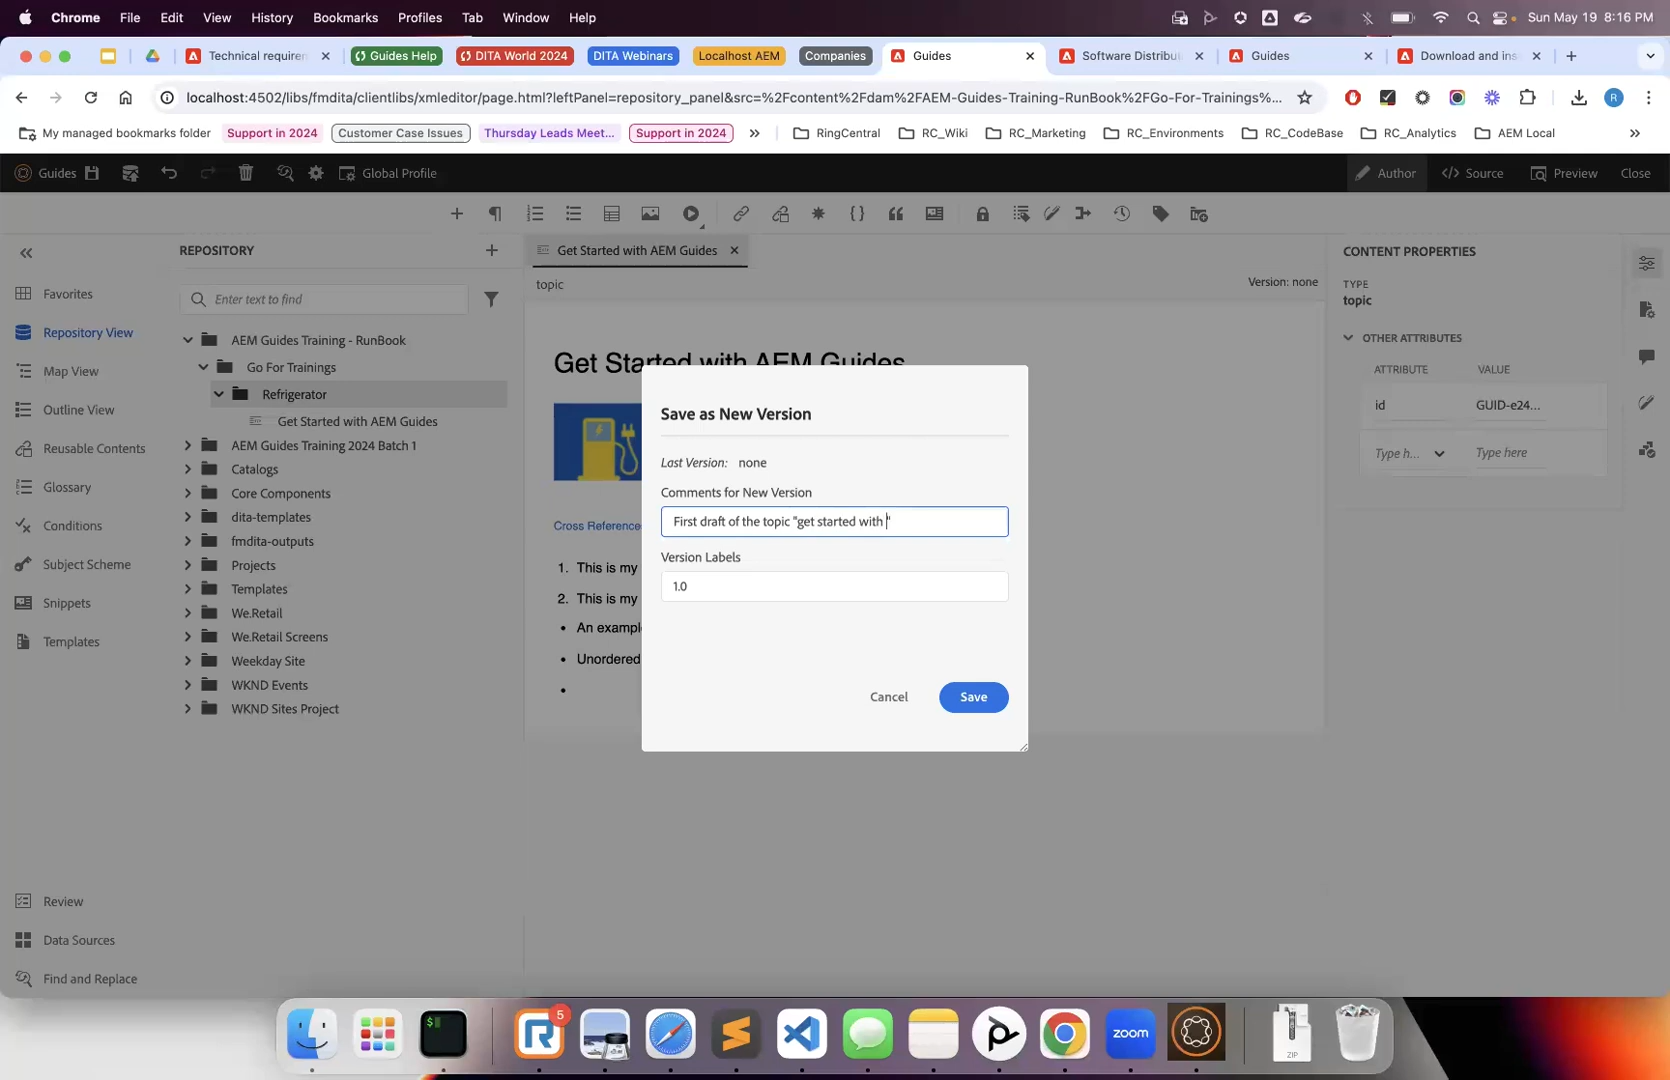 Chrome File Edit View History Bookmarks Profiles Tab Window Help Sun May 19 8:16 PM
Technical requiren Guides Help DITA World 2024 DITA Webinars Localhost AEM Companies Guides Software Distribu Guides Download and ins
localhost:4502/libs/fmdita/clientlibs/xmleditor/page.html?leftPanel=repository_panel&src=%2Fcontent%2Fdam%2FAEM-Guides-Training-RunBook%2FGo-For-Trainings%... R
My managed bookmarks folder Support in 2024 Customer Case Issues Thursday Leads Meet... Support in 2024 » RingCentral RC_Wiki RC_Marketing RC_Environments RC_CodeBase RC_Analytics AEM Local »
Guides Global Profile Author Source Preview Close
REPOSITORY
Get Started with AEM Guides
CONTENT PROPERTIES
Enter text to find
topic
Version: none
TYPE
topic
Favorites
Repository View
Map View
Outline View
Reusable Contents
Glossary
Conditions
Subject Scheme
Snippets
Templates
Review
Data Sources
Find and Replace
AEM Guides Training - RunBook
Go For Trainings
Refrigerator
Get Started with AEM Guides
AEM Guides Training 2024 Batch 1
Catalogs
Core Components
dita-templates
fmdita-outputs
Projects
Templates
We.Retail
We.Retail Screens
Weekday Site
WKND Events
WKND Sites Project
Get Started with AEM Guides
Cross Reference
1. This is my
2. This is my
• An example
• Unordered
•
Save as New Version
Last Version: none
Comments for New Version
First draft of the topic "get started with "
Version Labels
1.0
Cancel Save
OTHER ATTRIBUTES
ATTRIBUTE VALUE
id GUID-e24...
Type h... Type here
5
zoom
ZIP